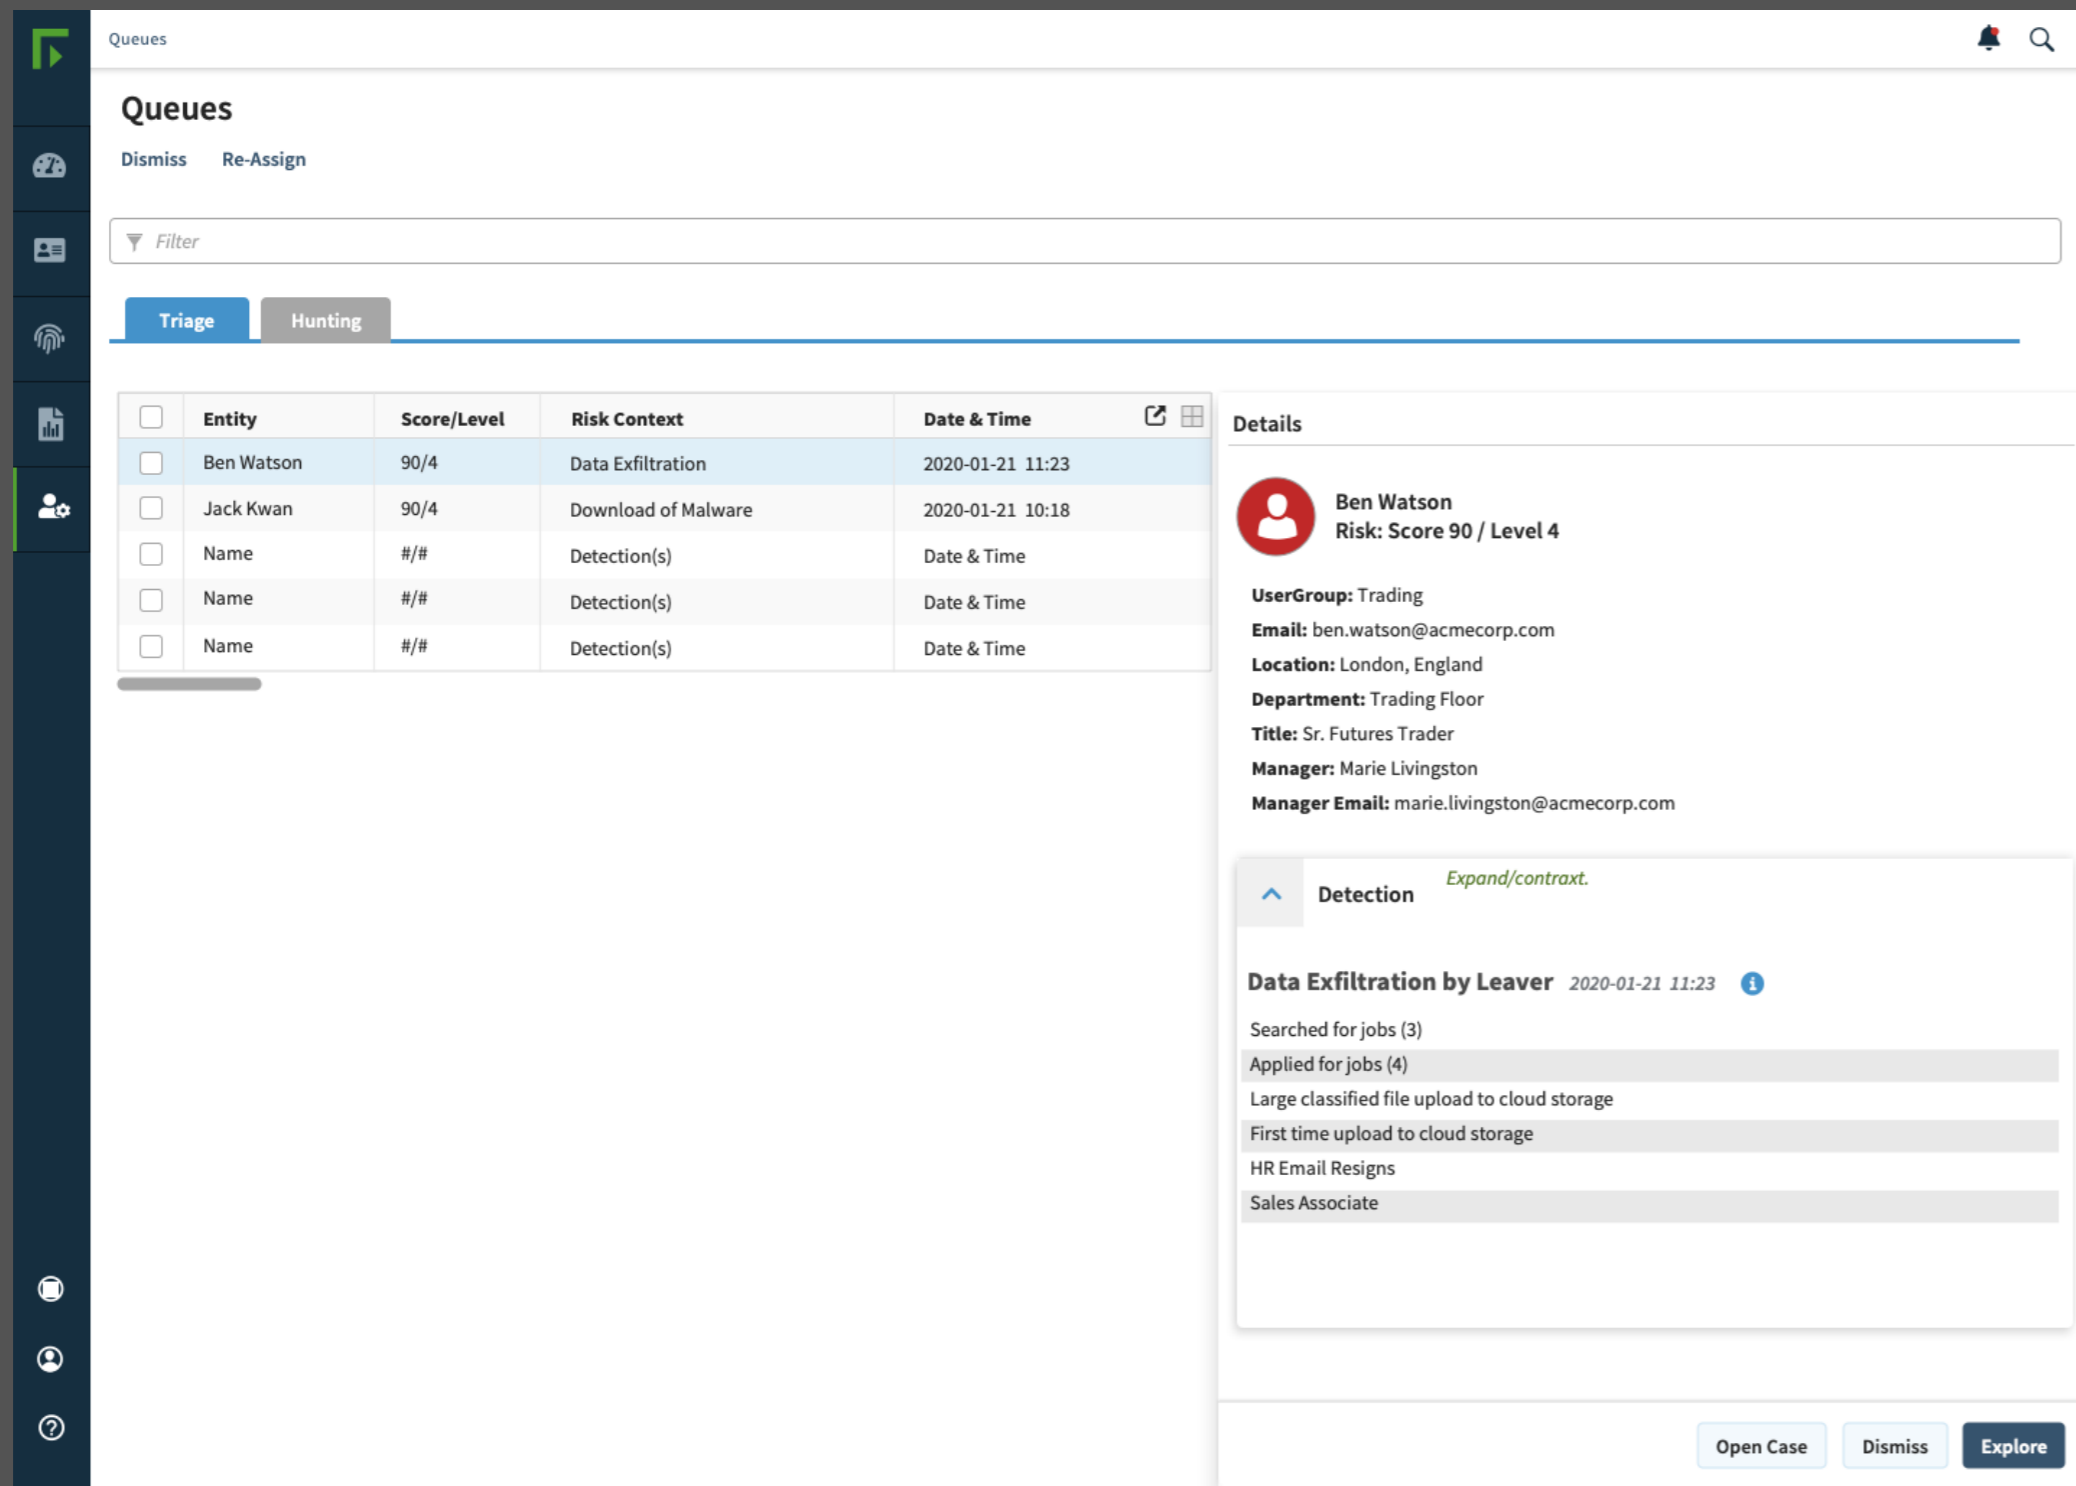 Queues
Queues
Dismiss Re-Assign
Filter
Triage Hunting
Entity Score/Level Risk Context Date & Time
Ben Watson 90/4 Data Exfiltration 2020-01-21 11:23
Jack Kwan 90/4 Download of Malware 2020-01-21 10:18
Name #/# Detection(s) Date & Time
Name #/# Detection(s) Date & Time
Name #/# Detection(s) Date & Time
Details
Ben Watson
Risk: Score 90 / Level 4
UserGroup: Trading
Email: ben.watson@acmecorp.com
Location: London, England
Department: Trading Floor
Title: Sr. Futures Trader
Manager: Marie Livingston
Manager Email: marie.livingston@acmecorp.com
Detection Expand/contraxt.
Data Exfiltration by Leaver 2020-01-21 11:23
Searched for jobs (3)
Applied for jobs (4)
Large classified file upload to cloud storage
First time upload to cloud storage
HR Email Resigns
Sales Associate
Open Case Dismiss Explore